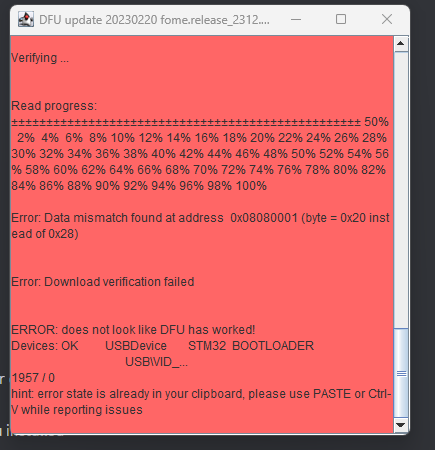 DFU update 20230220 fome.release_2312....
Verifying ...
Read progress:
±±±±±±±±±±±±±±±±±±±±±±±±±±±±±±±±±±±±±±±±±±±±±±±±±± 50%
2% 4% 6% 8% 10% 12% 14% 16% 18% 20% 22% 24% 26% 28%
30% 32% 34% 36% 38% 40% 42% 44% 46% 48% 50% 52% 54% 56
% 58% 60% 62% 64% 66% 68% 70% 72% 74% 76% 78% 80% 82%
84% 86% 88% 90% 92% 94% 96% 98% 100%
Error: Data mismatch found at address 0x08080001 (byte = 0x20 inst
ead of 0x28)
Error: Download verification failed
ERROR: does not look like DFU has worked!
Devices: OK USBDevice STM32 BOOTLOADER
USB\VID_...
1957 / 0
hint: error state is already in your clipboard, please use PASTE or Ctrl-
V while reporting issues